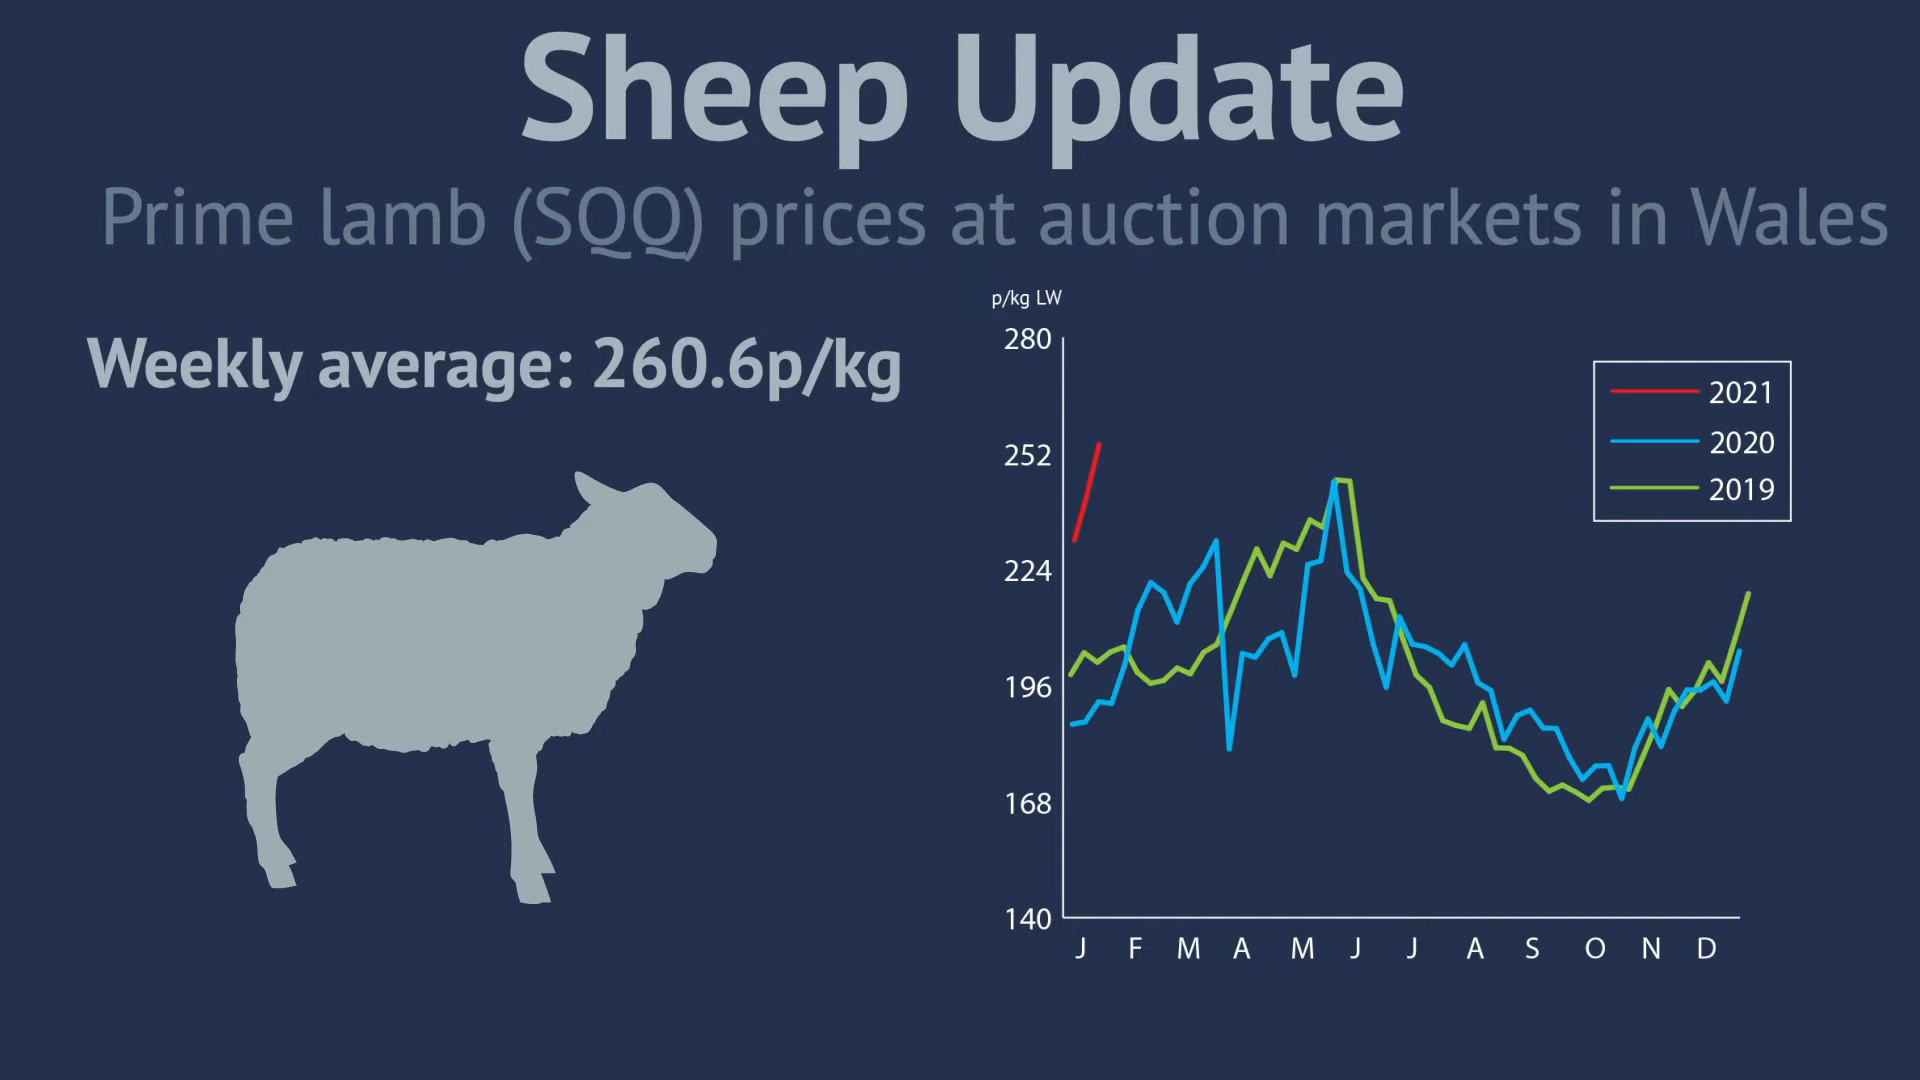 Sheep Update
Prime lamb (SQQ) prices at auction markets in Wales
Weekly average: 260.6p/kg
p/kg LW
280
252
224
196
168
140
J F M A M J J A S O N D
2021
2020
2019